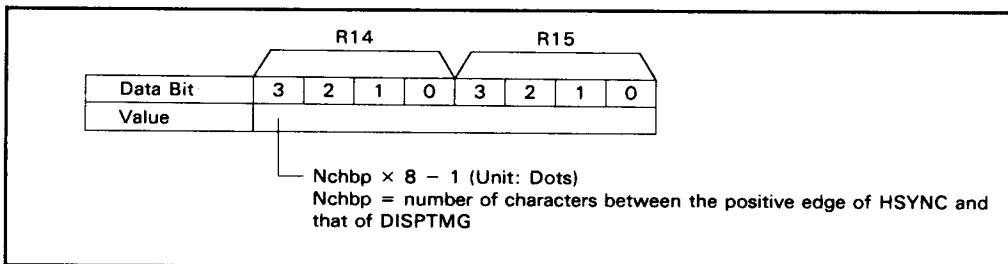 R14 R15
Data Bit 3 2 1 0 3 2 1 0
Value
Nchbp × 8 − 1 (Unit: Dots)
Nchbp = number of characters between the positive edge of HSYNC and
that of DISPTMG